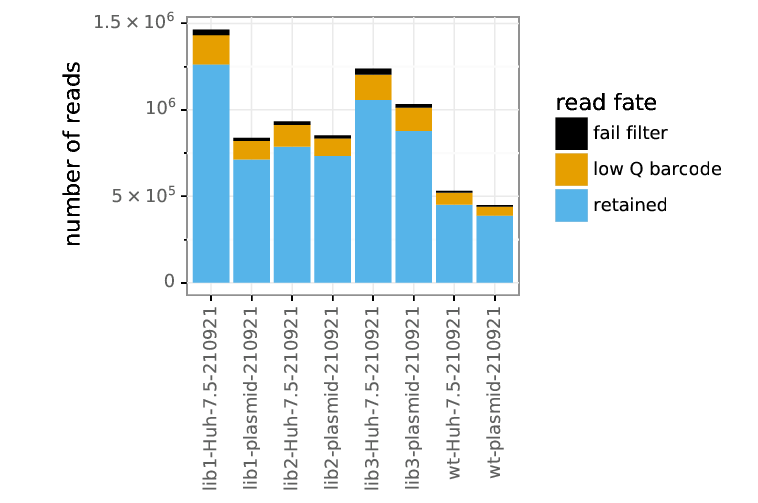 number of reads
1.5 × 10⁶
10⁶
5 × 10⁵
0
lib1-Huh-7.5-210921
lib1-plasmid-210921
lib2-Huh-7.5-210921
lib2-plasmid-210921
lib3-Huh-7.5-210921
lib3-plasmid-210921
wt-Huh-7.5-210921
wt-plasmid-210921
read fate
fail filter
low Q barcode
retained